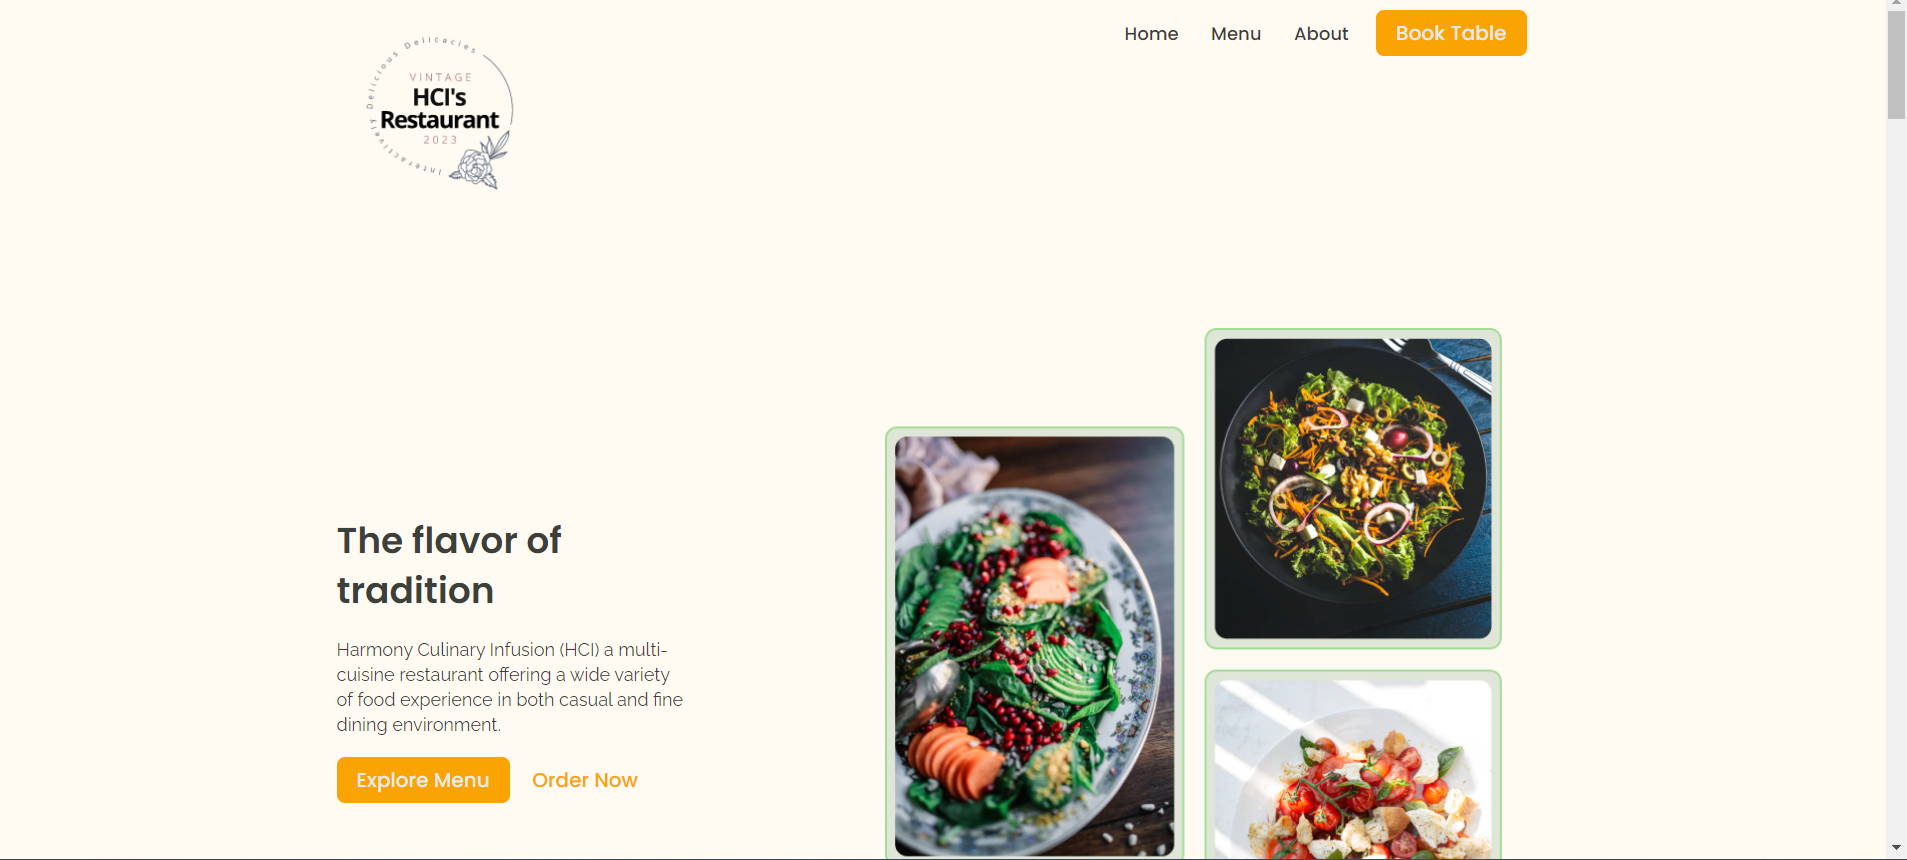 Home Menu About Book Table
Interactively Delicious Delicacies
VINTAGE
HCI's
Restaurant
2023
The flavor of
tradition
Harmony Culinary Infusion (HCI) a multi-
cuisine restaurant offering a wide variety
of food experience in both casual and fine
dining environment.
Explore Menu Order Now